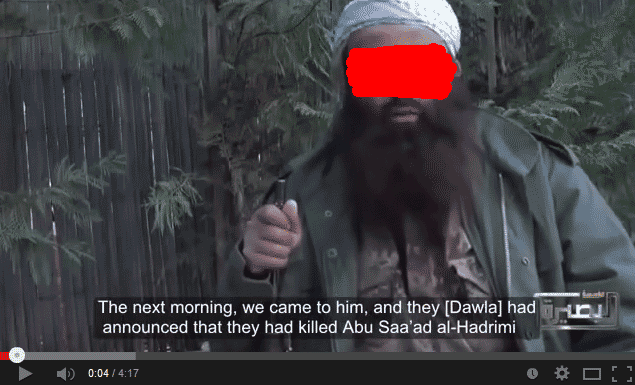 The next morning, we came to him, and they [Dawla] had
announced that they had killed Abu Saa'ad al-Hadrimi
البصيرة
0:04 / 4:17